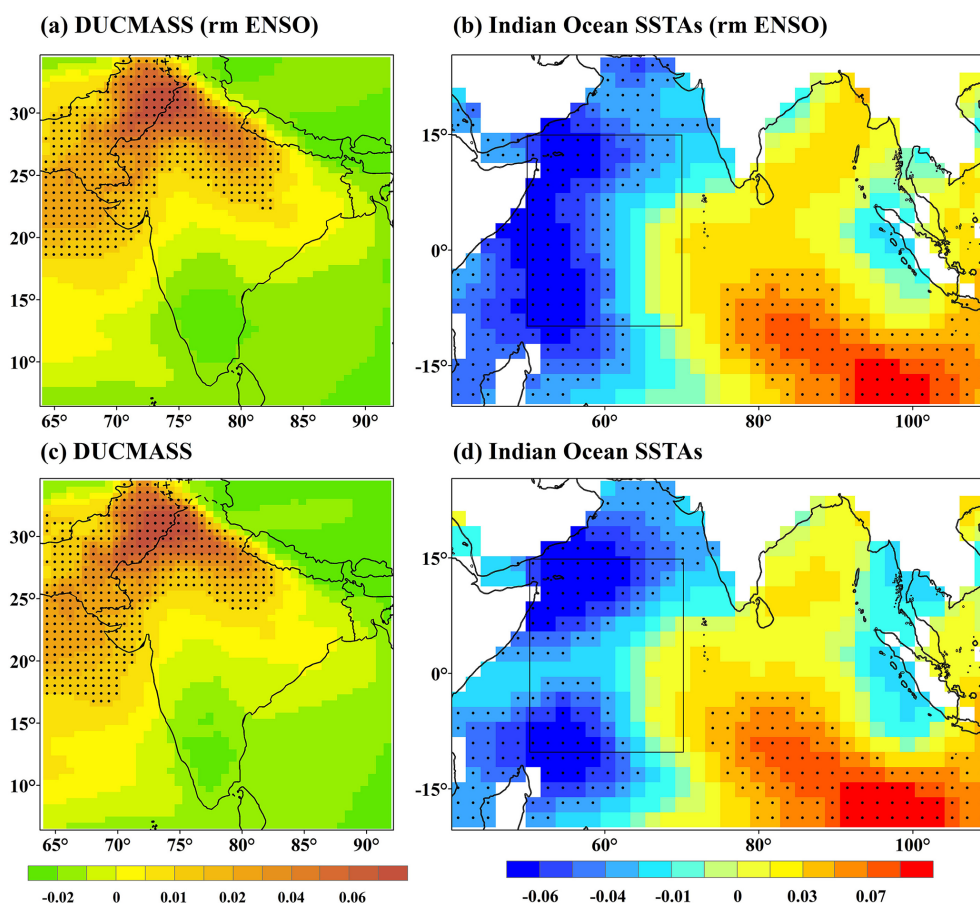 (a) DUCMASS (rm ENSO)
(b) Indian Ocean SSTAs (rm ENSO)
30°
25°
20°
15°
10°
65° 70° 75° 80° 85° 90°
15°
0°
-15°
60° 80° 100°
(c) DUCMASS
(d) Indian Ocean SSTAs
30°
25°
20°
15°
10°
65° 70° 75° 80° 85° 90°
15°
0°
-15°
60° 80° 100°
-0.02 0 0.01 0.02 0.04 0.06
-0.06 -0.04 -0.01 0 0.03 0.07